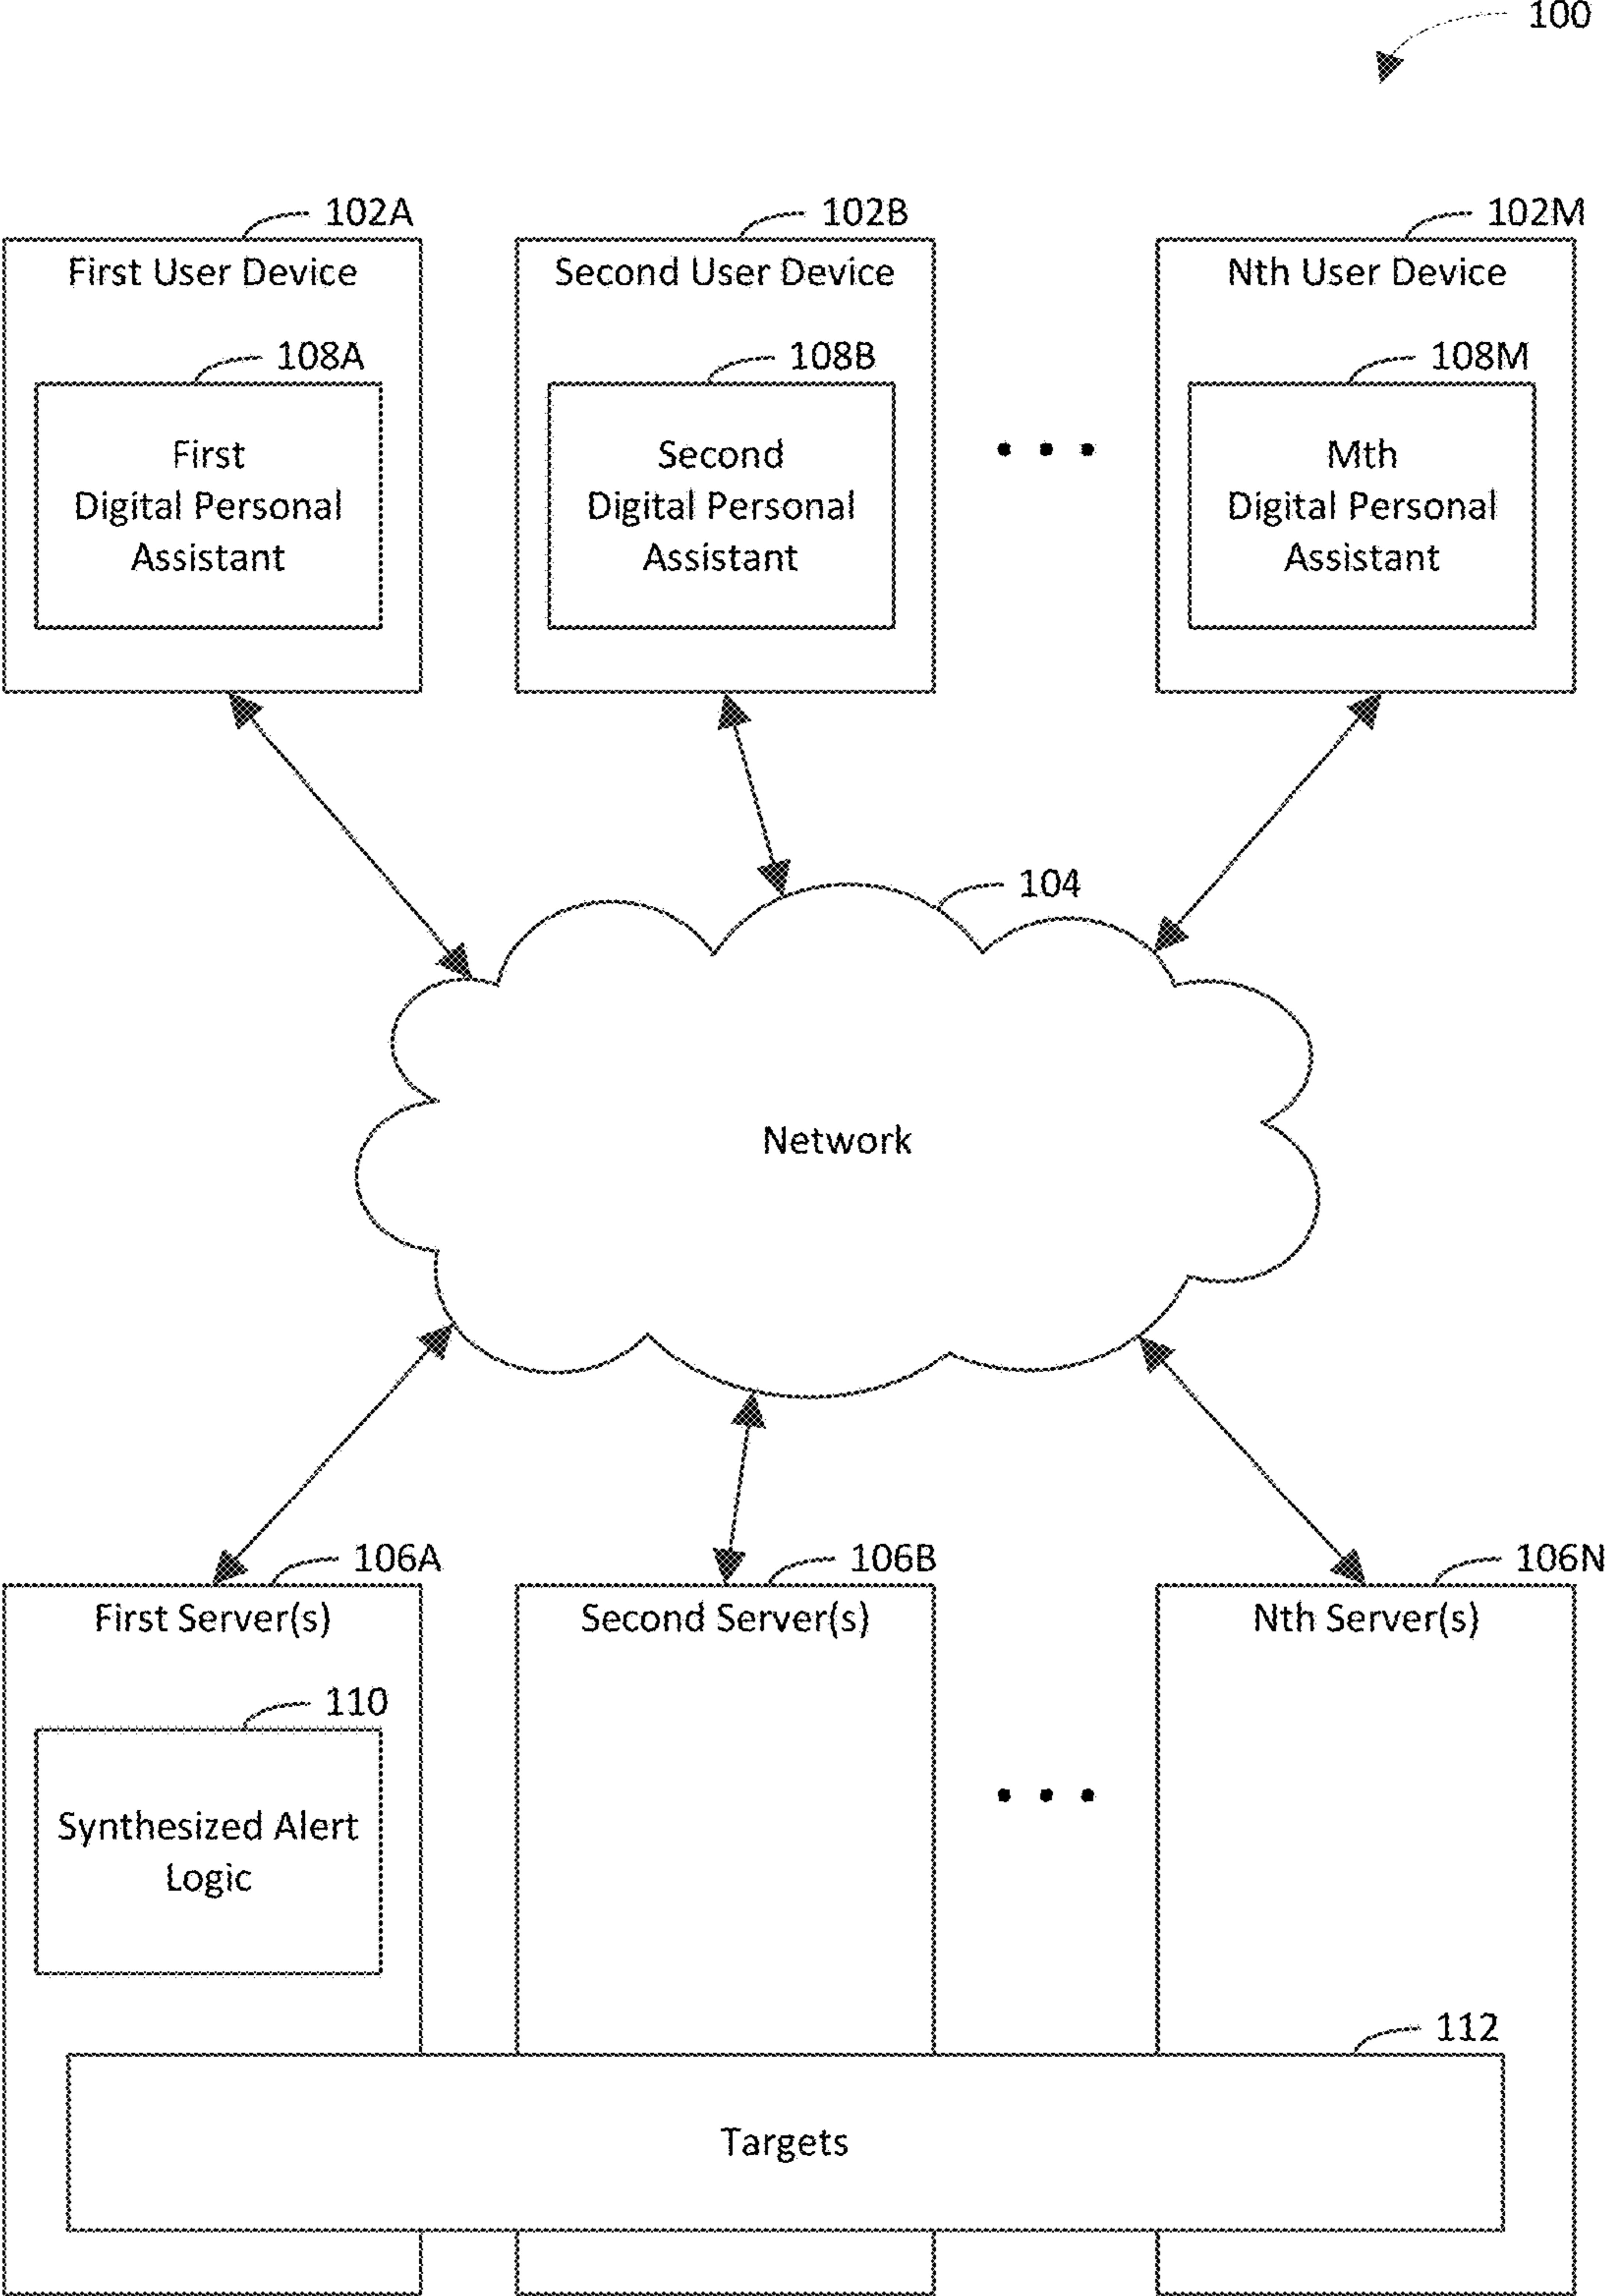 100
102A
102B
102M
First User Device
Second User Device
Nth User Device
108A
108B
108M
First
Digital Personal
Assistant
Second
Digital Personal
Assistant
• • •
Mth
Digital Personal
Assistant
104
Network
106A
106B
106N
First Server(s)
Second Server(s)
Nth Server(s)
110
Synthesized Alert
Logic
• • •
112
Targets